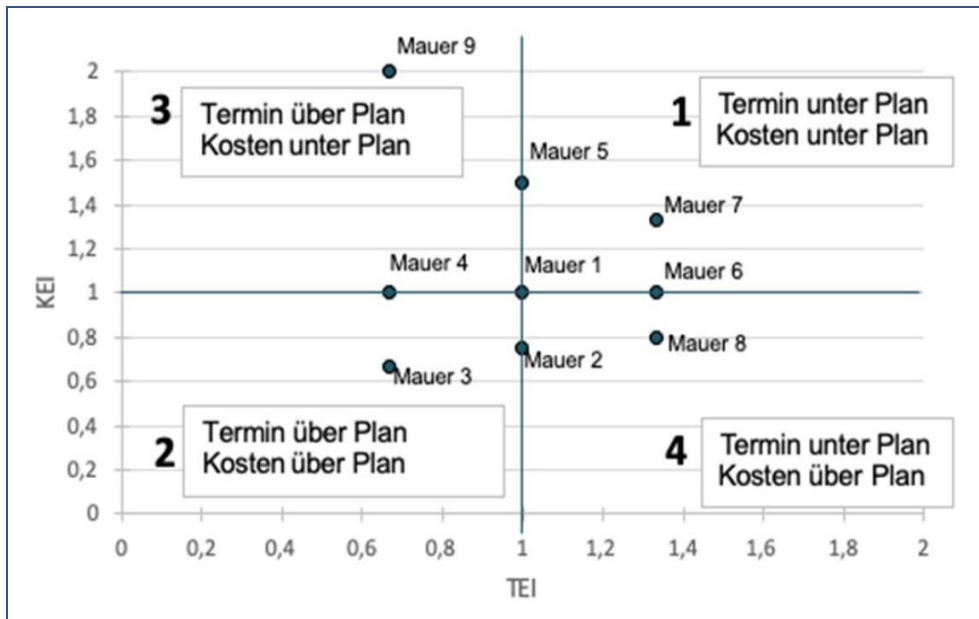 Mauer 9
2
3
Termin über Plan
Kosten unter Plan
1
Termin unter Plan
Kosten unter Plan
1,8
1,6
Mauer 5
1,4
Mauer 7
1,2
Mauer 4
Mauer 1
Mauer 6
KEI
1
0,8
Mauer 2
Mauer 8
Mauer 3
0,6
0,4
2
Termin über Plan
Kosten über Plan
4
Termin unter Plan
Kosten über Plan
0,2
0
0 0,2 0,4 0,6 0,8 1 1,2 1,4 1,6 1,8 2
TEI